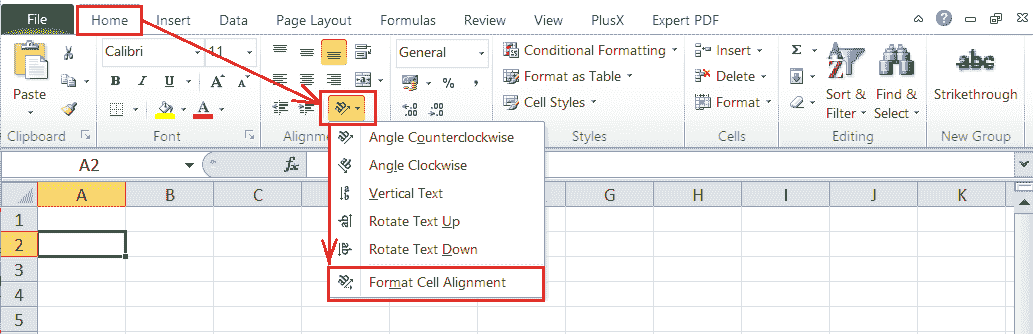 File Home Insert Data Page Layout Formulas Review View PlusX Expert PDF
Calibri 11 General Conditional Formatting Insert Σ abc
Paste B I U A A % , Format as Table Delete Sort & Filter Find & Select Strikethrough
A Cell Styles Format
Clipboard Font Alignm Styles Cells Editing New Group
Angle Counterclockwise
A2 fx Angle Clockwise
A B C Vertical Text G H I J K
1 Rotate Text Up
2 Rotate Text Down
3 Format Cell Alignment
4
5